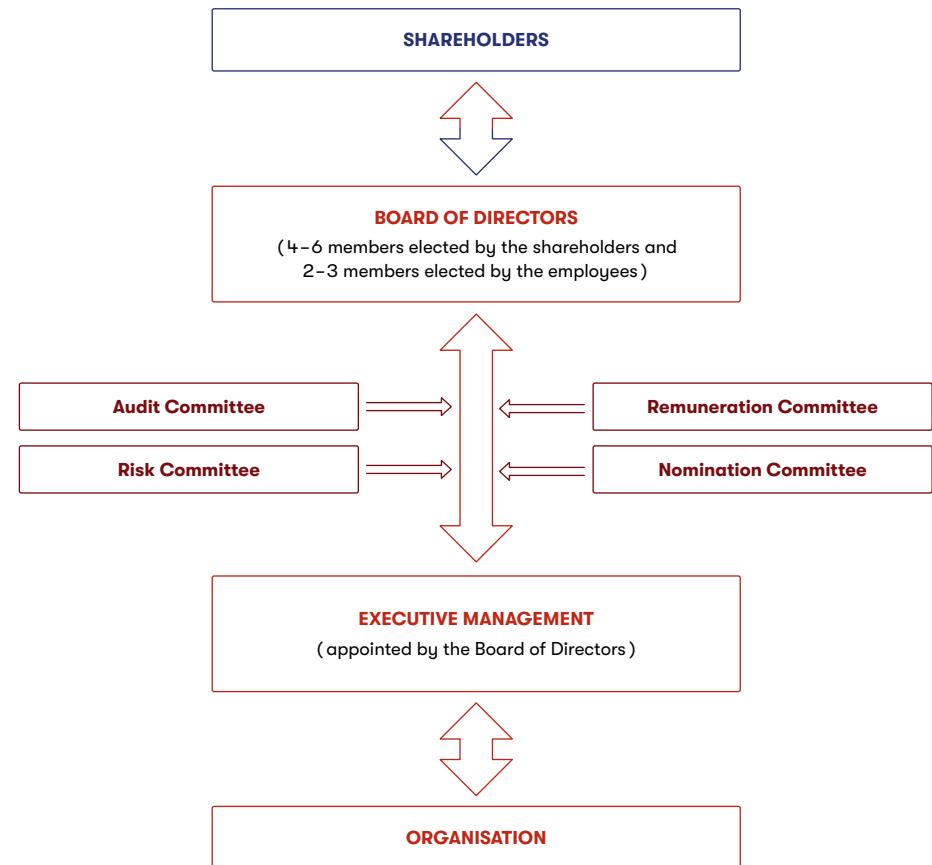 SHAREHOLDERS
BOARD OF DIRECTORS
(4–6 members elected by the shareholders and
2–3 members elected by the employees)
Audit Committee
Remuneration Committee
Risk Committee
Nomination Committee
EXECUTIVE MANAGEMENT
(appointed by the Board of Directors)
ORGANISATION